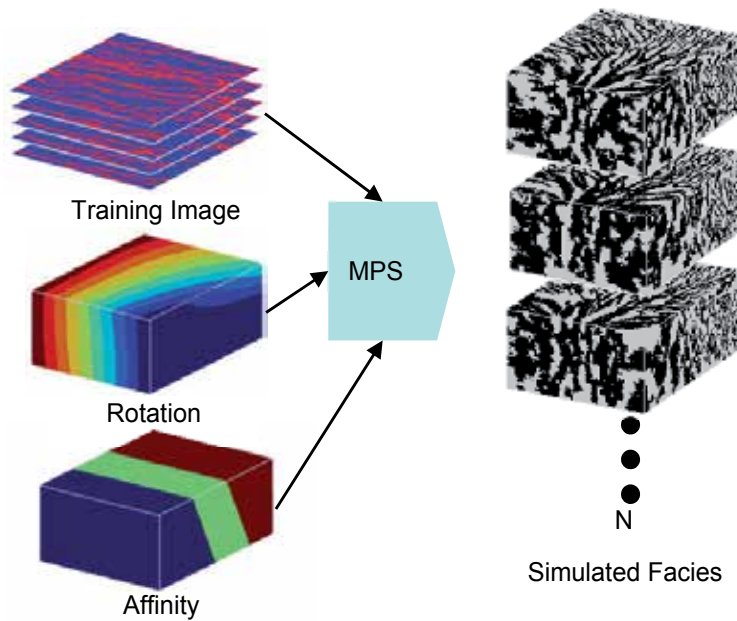 Training Image
Rotation
Affinity
MPS
N
Simulated Facies